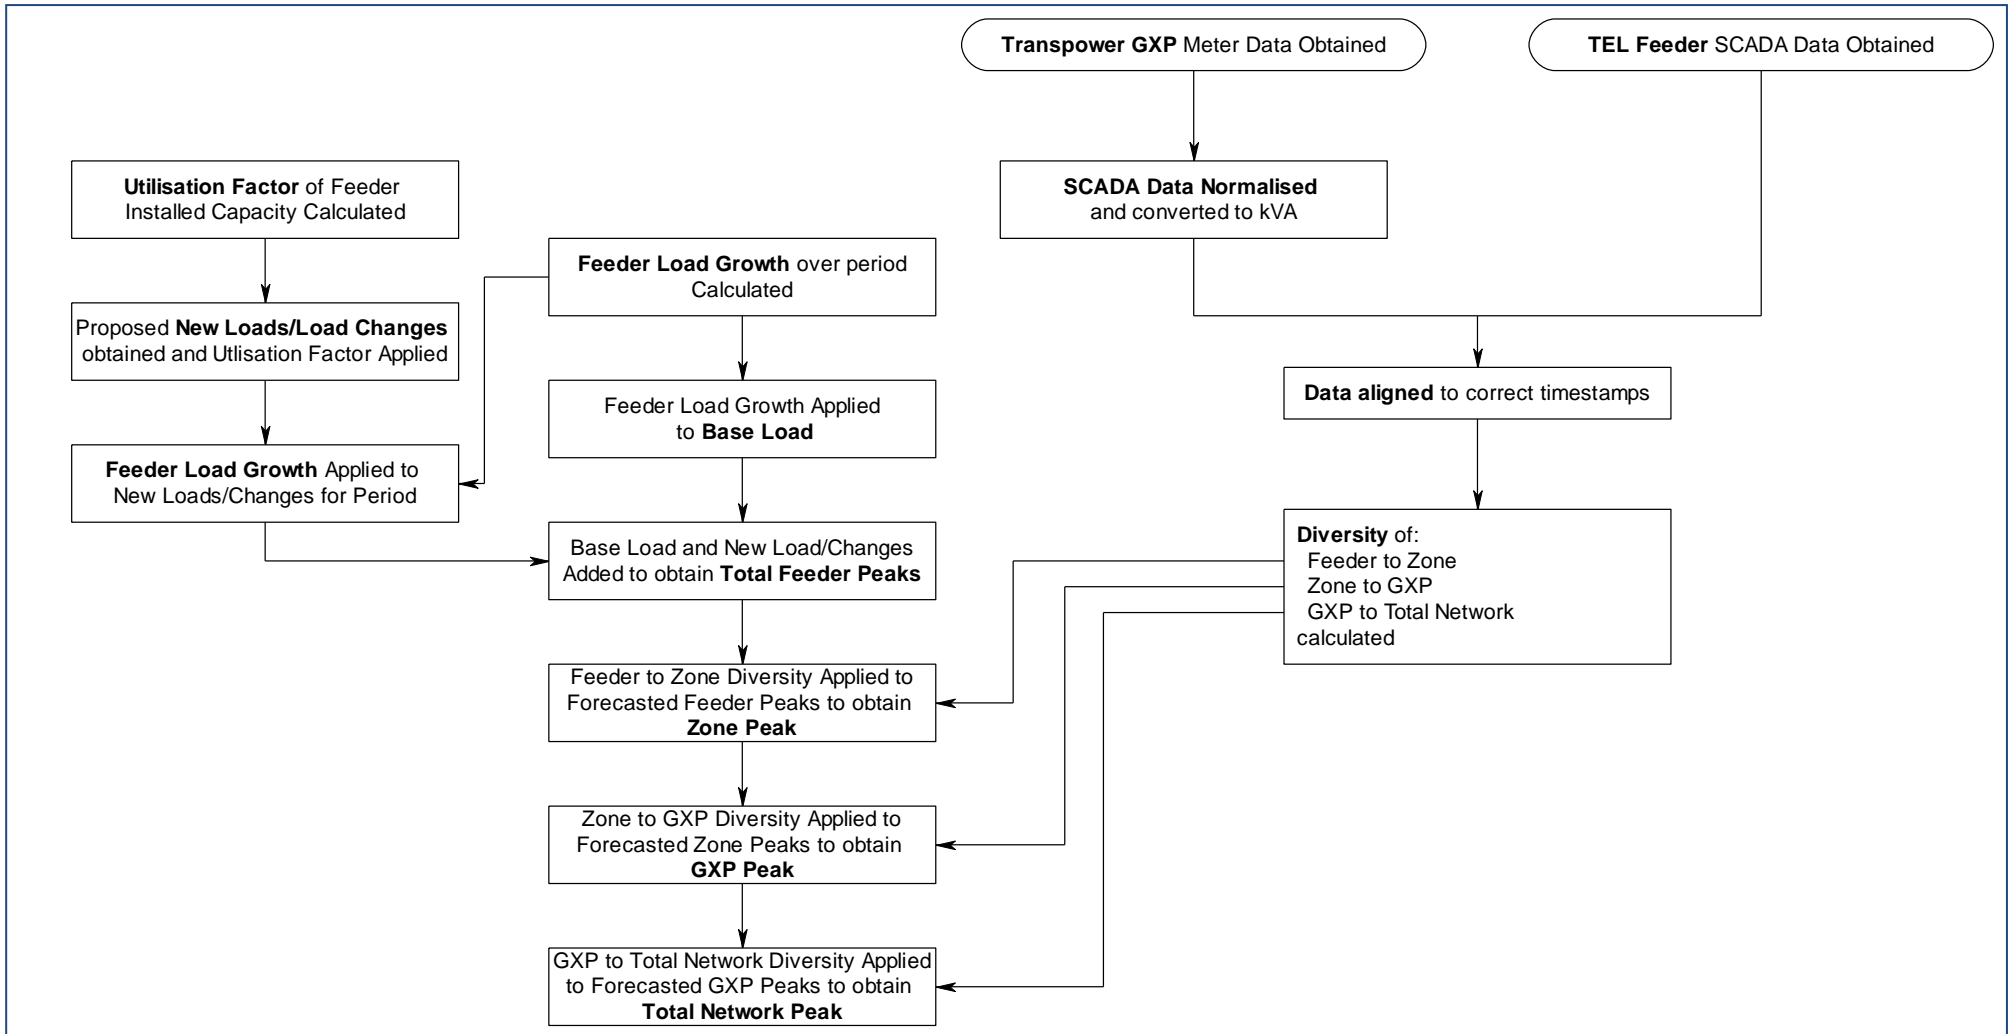 Transpower GXP Meter Data Obtained
TEL Feeder SCADA Data Obtained
Utilisation Factor of Feeder
Installed Capacity Calculated
SCADA Data Normalised
and converted to kVA
Feeder Load Growth over period
Calculated
Proposed New Loads/Load Changes
obtained and Utlisation Factor Applied
Data aligned to correct timestamps
Feeder Load Growth Applied
to Base Load
Feeder Load Growth Applied to
New Loads/Changes for Period
Base Load and New Load/Changes
Added to obtain Total Feeder Peaks
Diversity of:
Feeder to Zone
Zone to GXP
GXP to Total Network
calculated
Feeder to Zone Diversity Applied to
Forecasted Feeder Peaks to obtain
Zone Peak
Zone to GXP Diversity Applied to
Forecasted Zone Peaks to obtain
GXP Peak
GXP to Total Network Diversity Applied
to Forecasted GXP Peaks to obtain
Total Network Peak